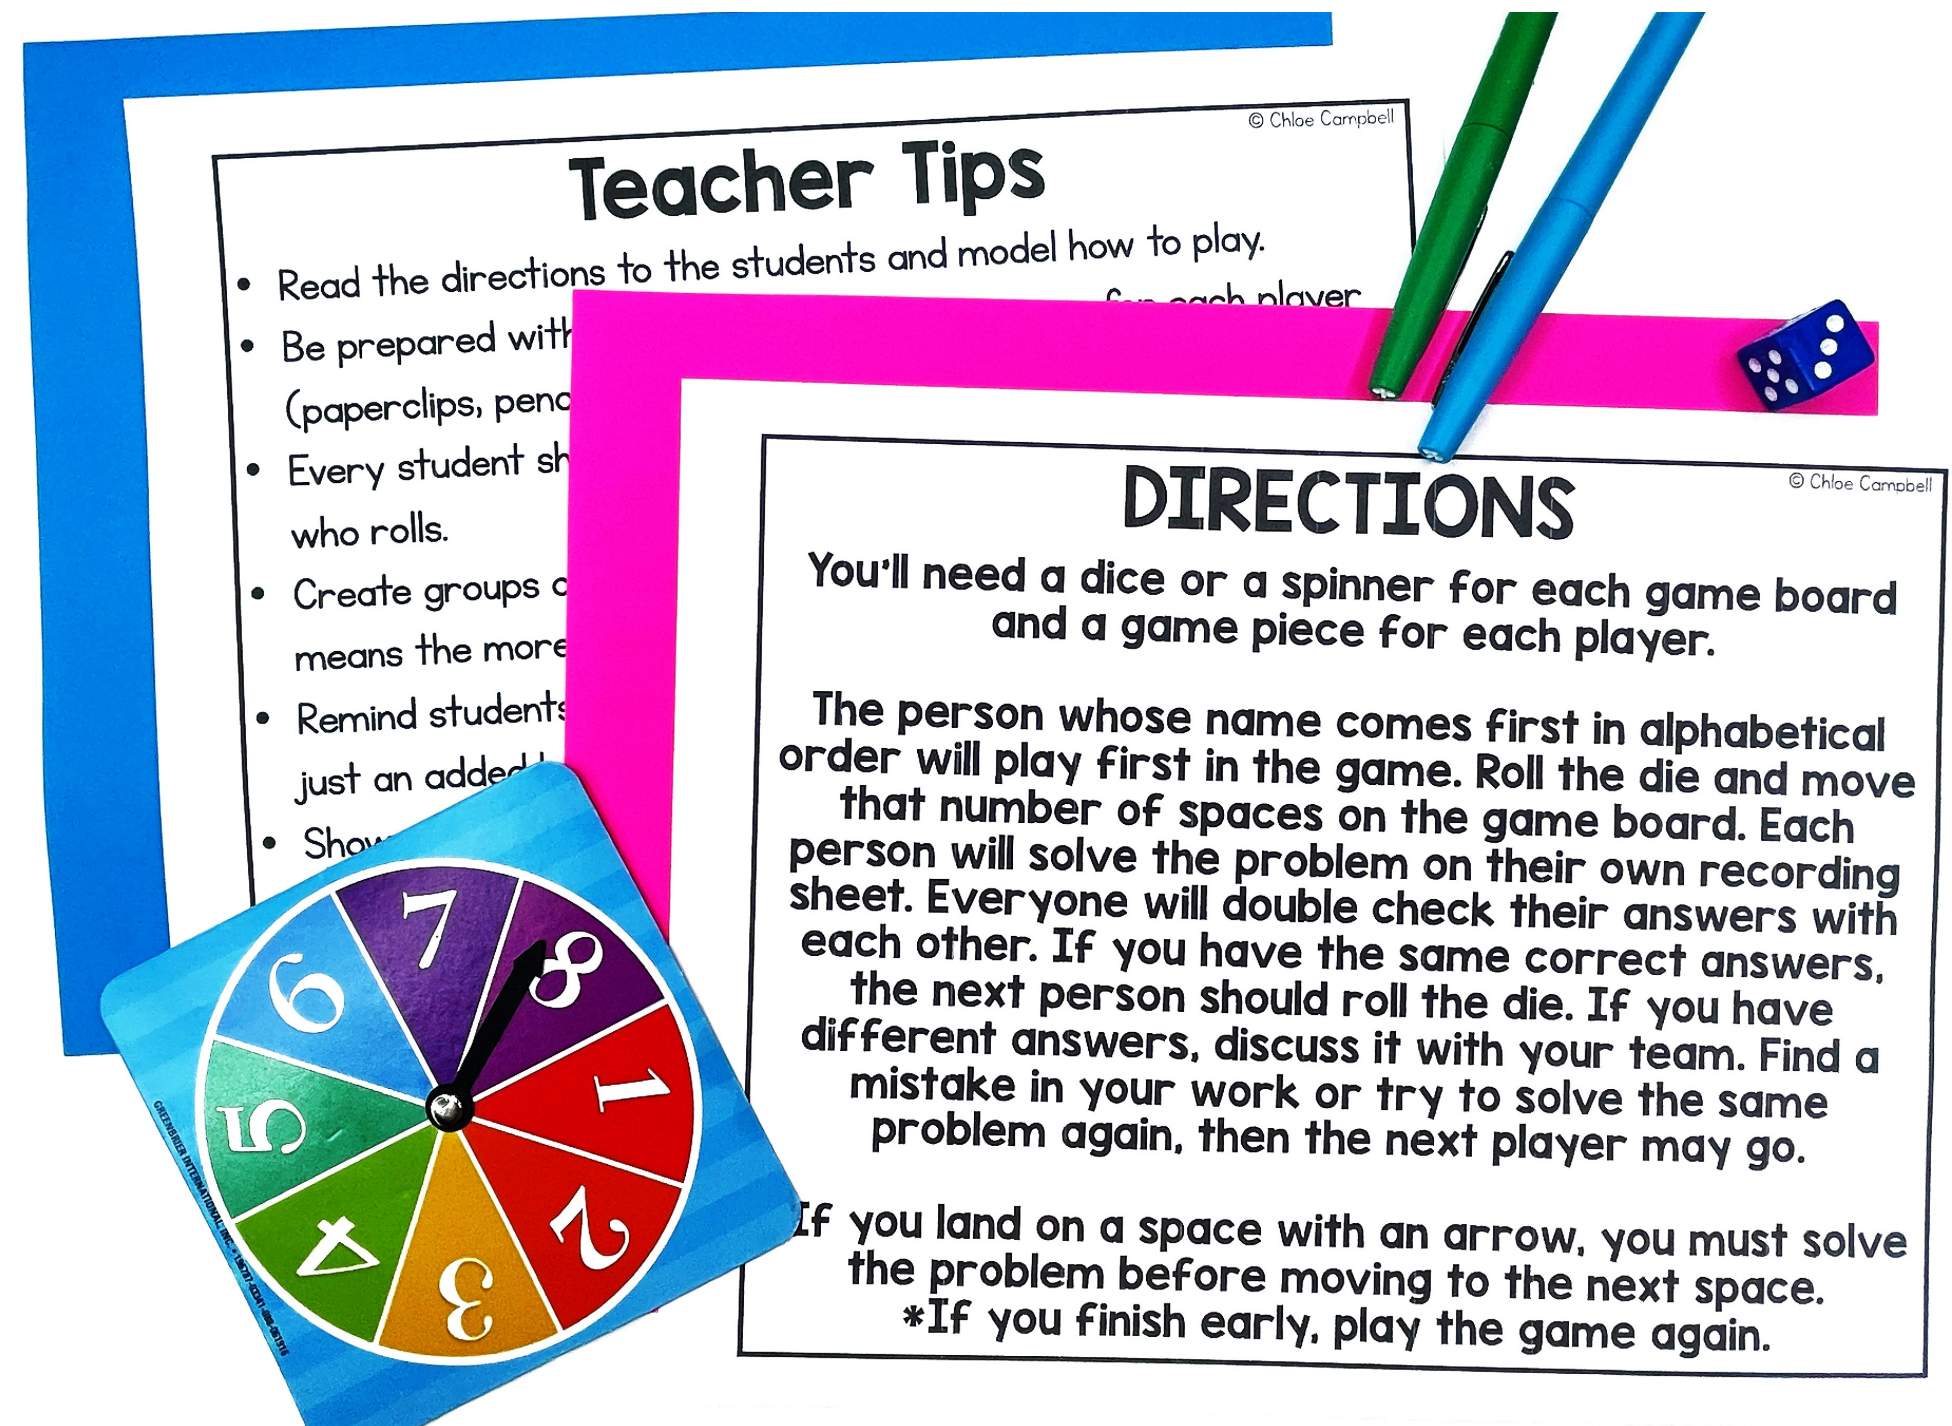 © Chloe Campbell
Teacher Tips
• Read the directions to the students and model how to play.
• Be prepared with
each player
(paperclips,
• Every student
who rolls.
• Create groups
means the more
• Remind students
just an added
• Show
© Chloe Campbell
DIRECTIONS
You'll need a dice or a spinner for each game board
and a game piece for each player.
The person whose name comes first in alphabetical
order will play first in the game. Roll the die and move
that number of spaces on the game board. Each
person will solve the problem on their own recording
sheet. Everyone will double check their answers with
each other. If you have the same correct answers,
the next person should roll the die. If you have
different answers, discuss it with your team. Find a
mistake in your work or try to solve the same
problem again, then the next player may go.
If you land on a space with an arrow, you must solve
the problem before moving to the next space.
*If you finish early, play the game again.
7
8
6
1
5
2
4
3
GREENBRIER INTERNATIONAL, INC.